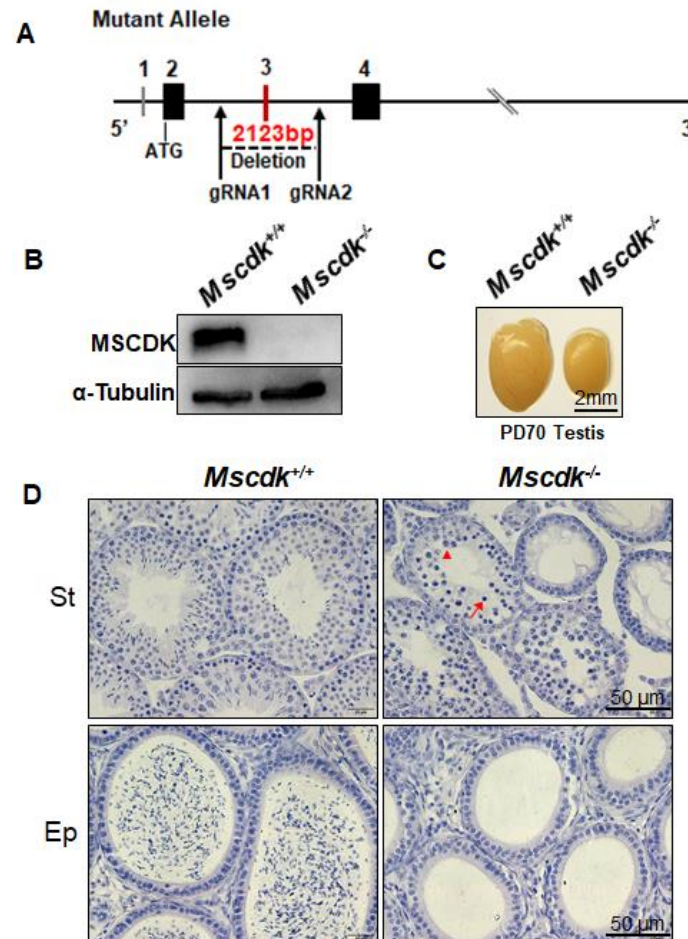 A
Mutant Allele
1 2 3 4
5’
ATG
2123bp
Deletion
gRNA1 gRNA2
3
B
Mscdk+/+ Mscdk-/-
MSCDK
α-Tubulin
C
Mscdk+/+ Mscdk-/-
2mm
PD70 Testis
D
Mscdk+/+ Mscdk-/-
St
50 µm
Ep
50 µm